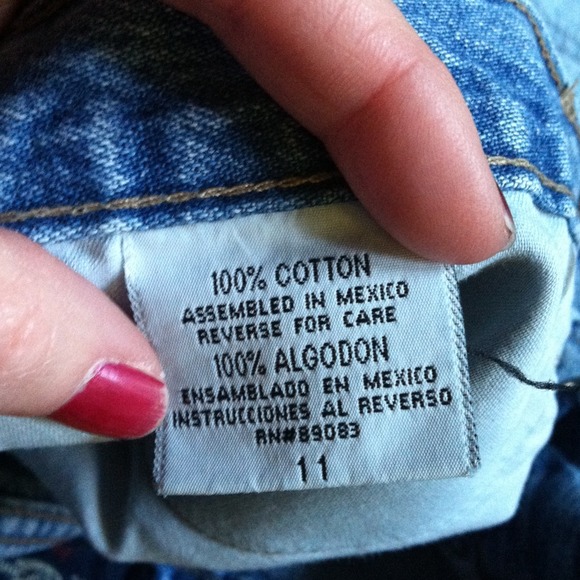 100% COTTON
ASSEMBLED IN MEXICO
REVERSE FOR CARE
100% ALGODON
ENSAMBLADO EN MEXICO
INSTRUCCIONES AL REVERSO
RN#89083
11